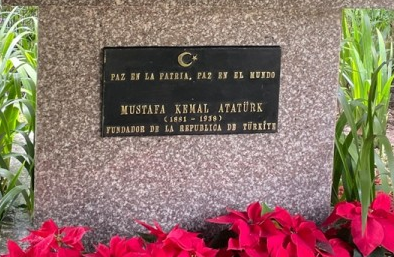 PAZ EN LA PATRIA, PAZ EN EL MUNDO
MUSTAFA KEMAL ATATÜRK
(1881 - 1938)
FUNDADOR DE LA REPUBLICA DE TÜRKİYE